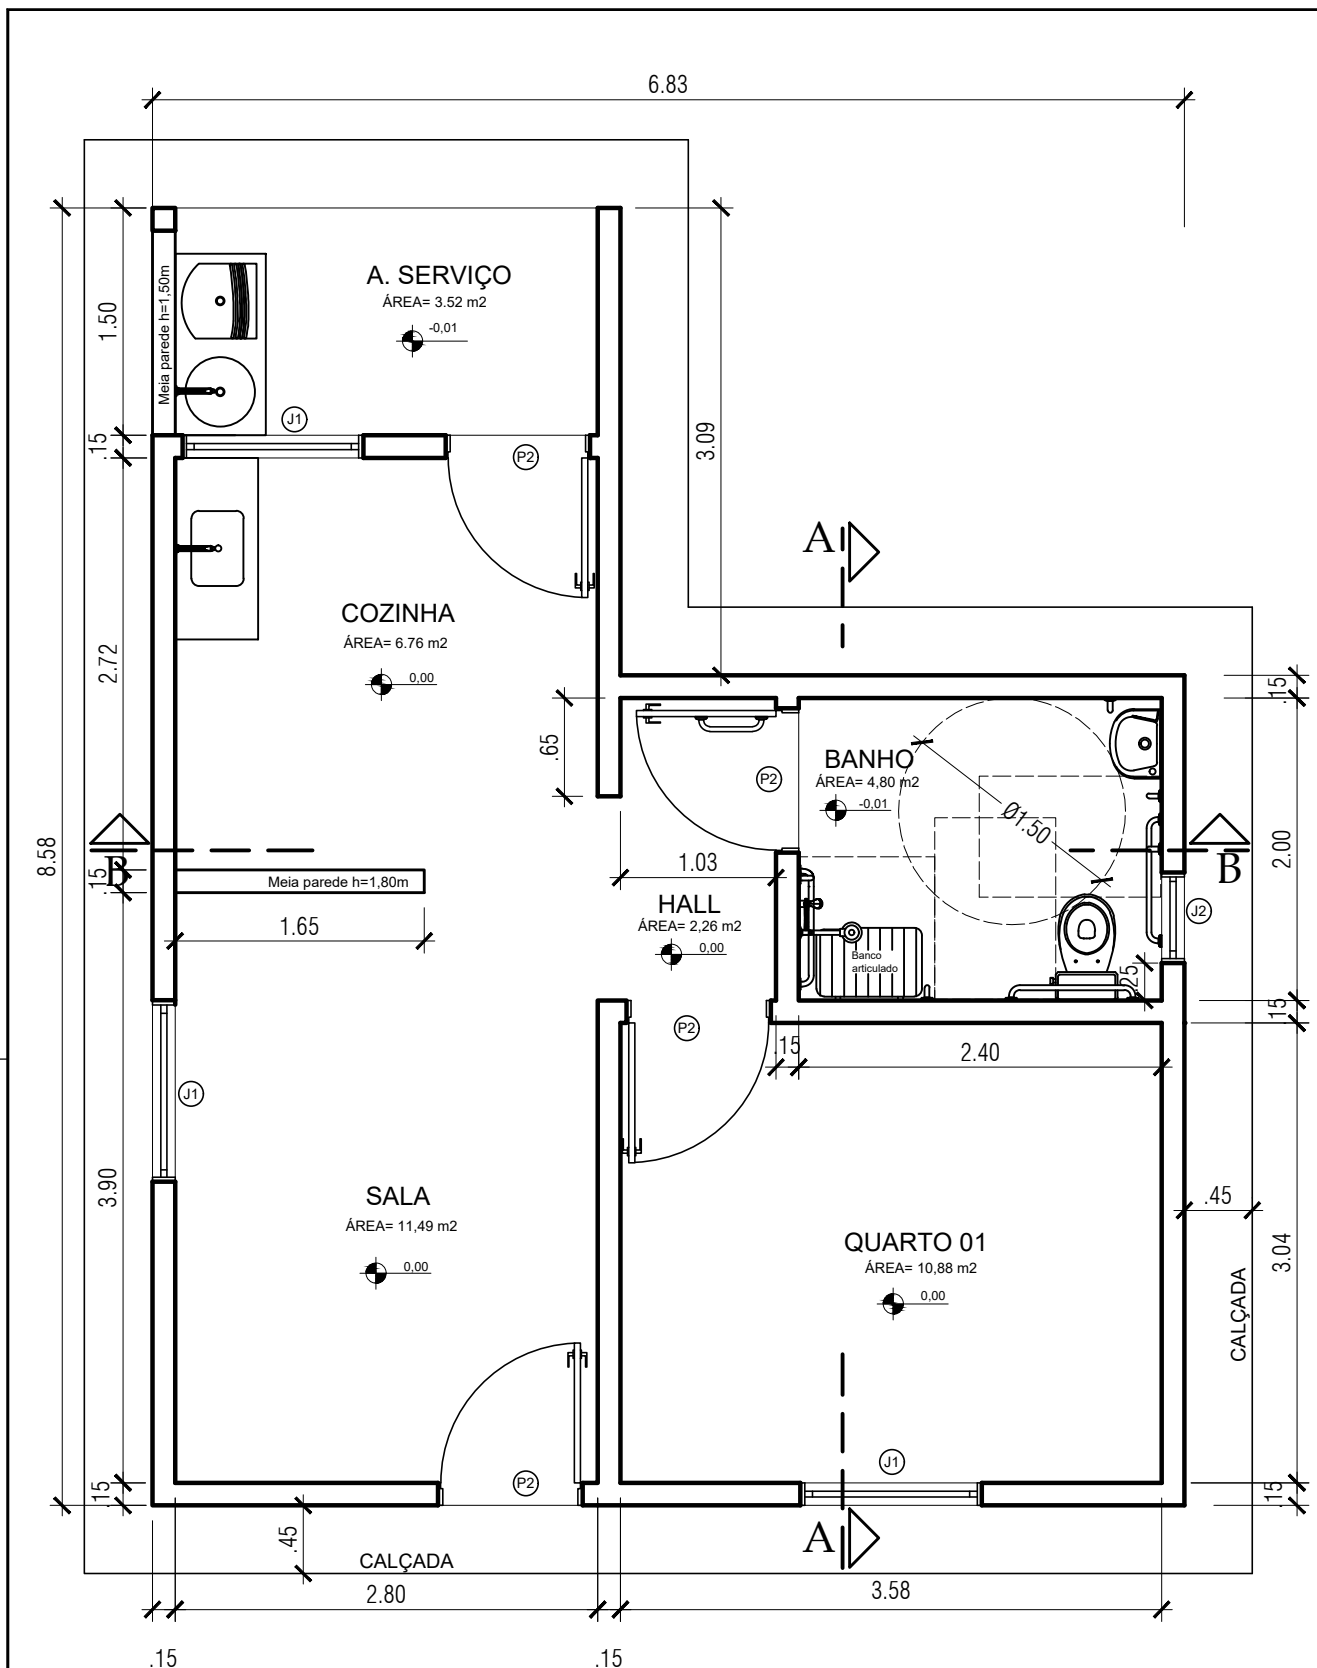 6.83
A. SERVIÇO
ÁREA= 3.52 m2
-0,01
Meia parede h=1,50m
1.50
J1
.15
P2
3.09
A
COZINHA
ÁREA= 6.76 m2
0,00
2.72
.15
.65
BANHO
ÁREA= 4,80 m2
-0,01
P2
Ø1.50
8.58
B
.15
Meia parede h=1,80m
1.03
2.00
B
1.65
HALL
ÁREA= 2,26 m2
0,00
J2
Banco
articulado
.25
.15
P2
.15
2.40
J1
3.90
SALA
ÁREA= 11,49 m2
0,00
QUARTO 01
ÁREA= 10,88 m2
0,00
.45
3.04
CALÇADA
J1
P2
.15
.15
.45
CALÇADA
A
2.80
3.58
.15
.15